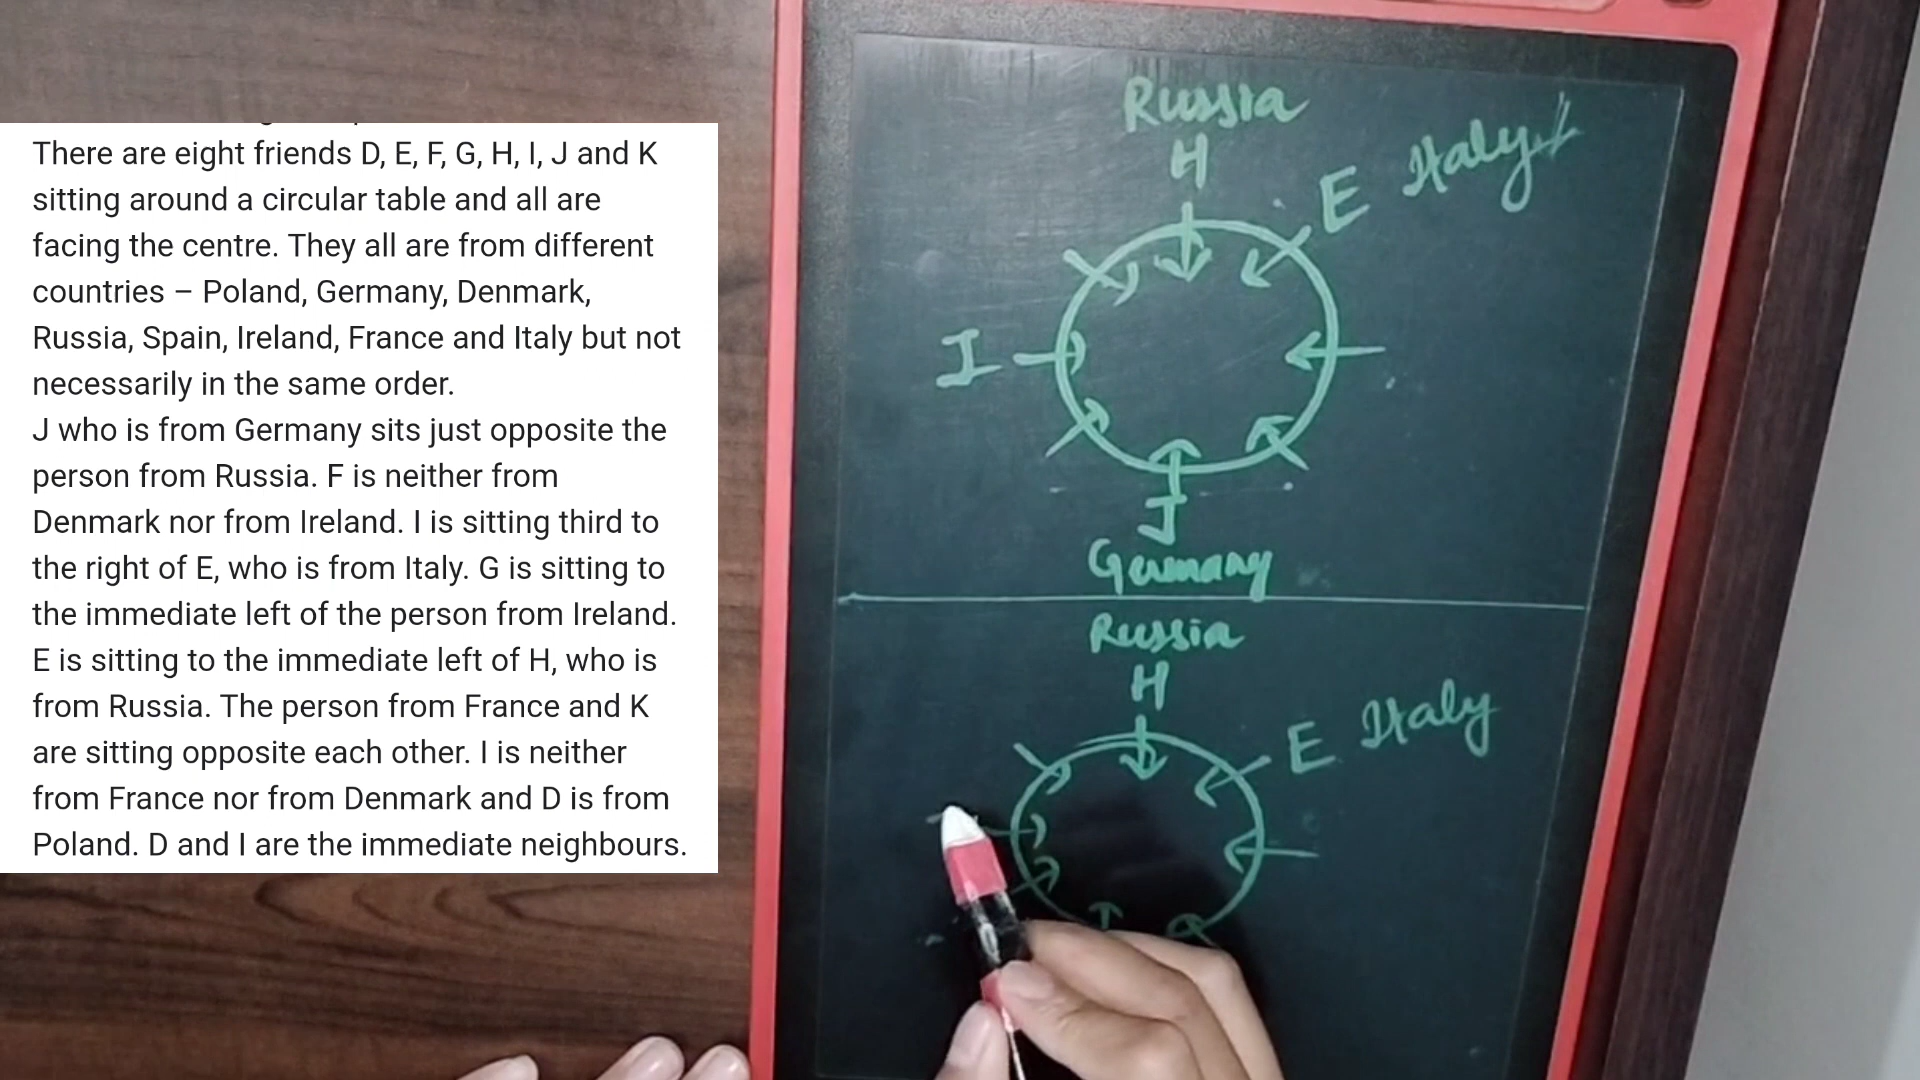 There are eight friends D, E, F, G, H, I, J and K
sitting around a circular table and all are
facing the centre. They all are from different
countries – Poland, Germany, Denmark,
Russia, Spain, Ireland, France and Italy but not
necessarily in the same order.
J who is from Germany sits just opposite the
person from Russia. F is neither from
Denmark nor from Ireland. I is sitting third to
the right of E, who is from Italy. G is sitting to
the immediate left of the person from Ireland.
E is sitting to the immediate left of H, who is
from Russia. The person from France and K
are sitting opposite each other. I is neither
from France nor from Denmark and D is from
Poland. D and I are the immediate neighbours.
Russia
H
E Italy
I
J
Germany
Russia
H
E Italy